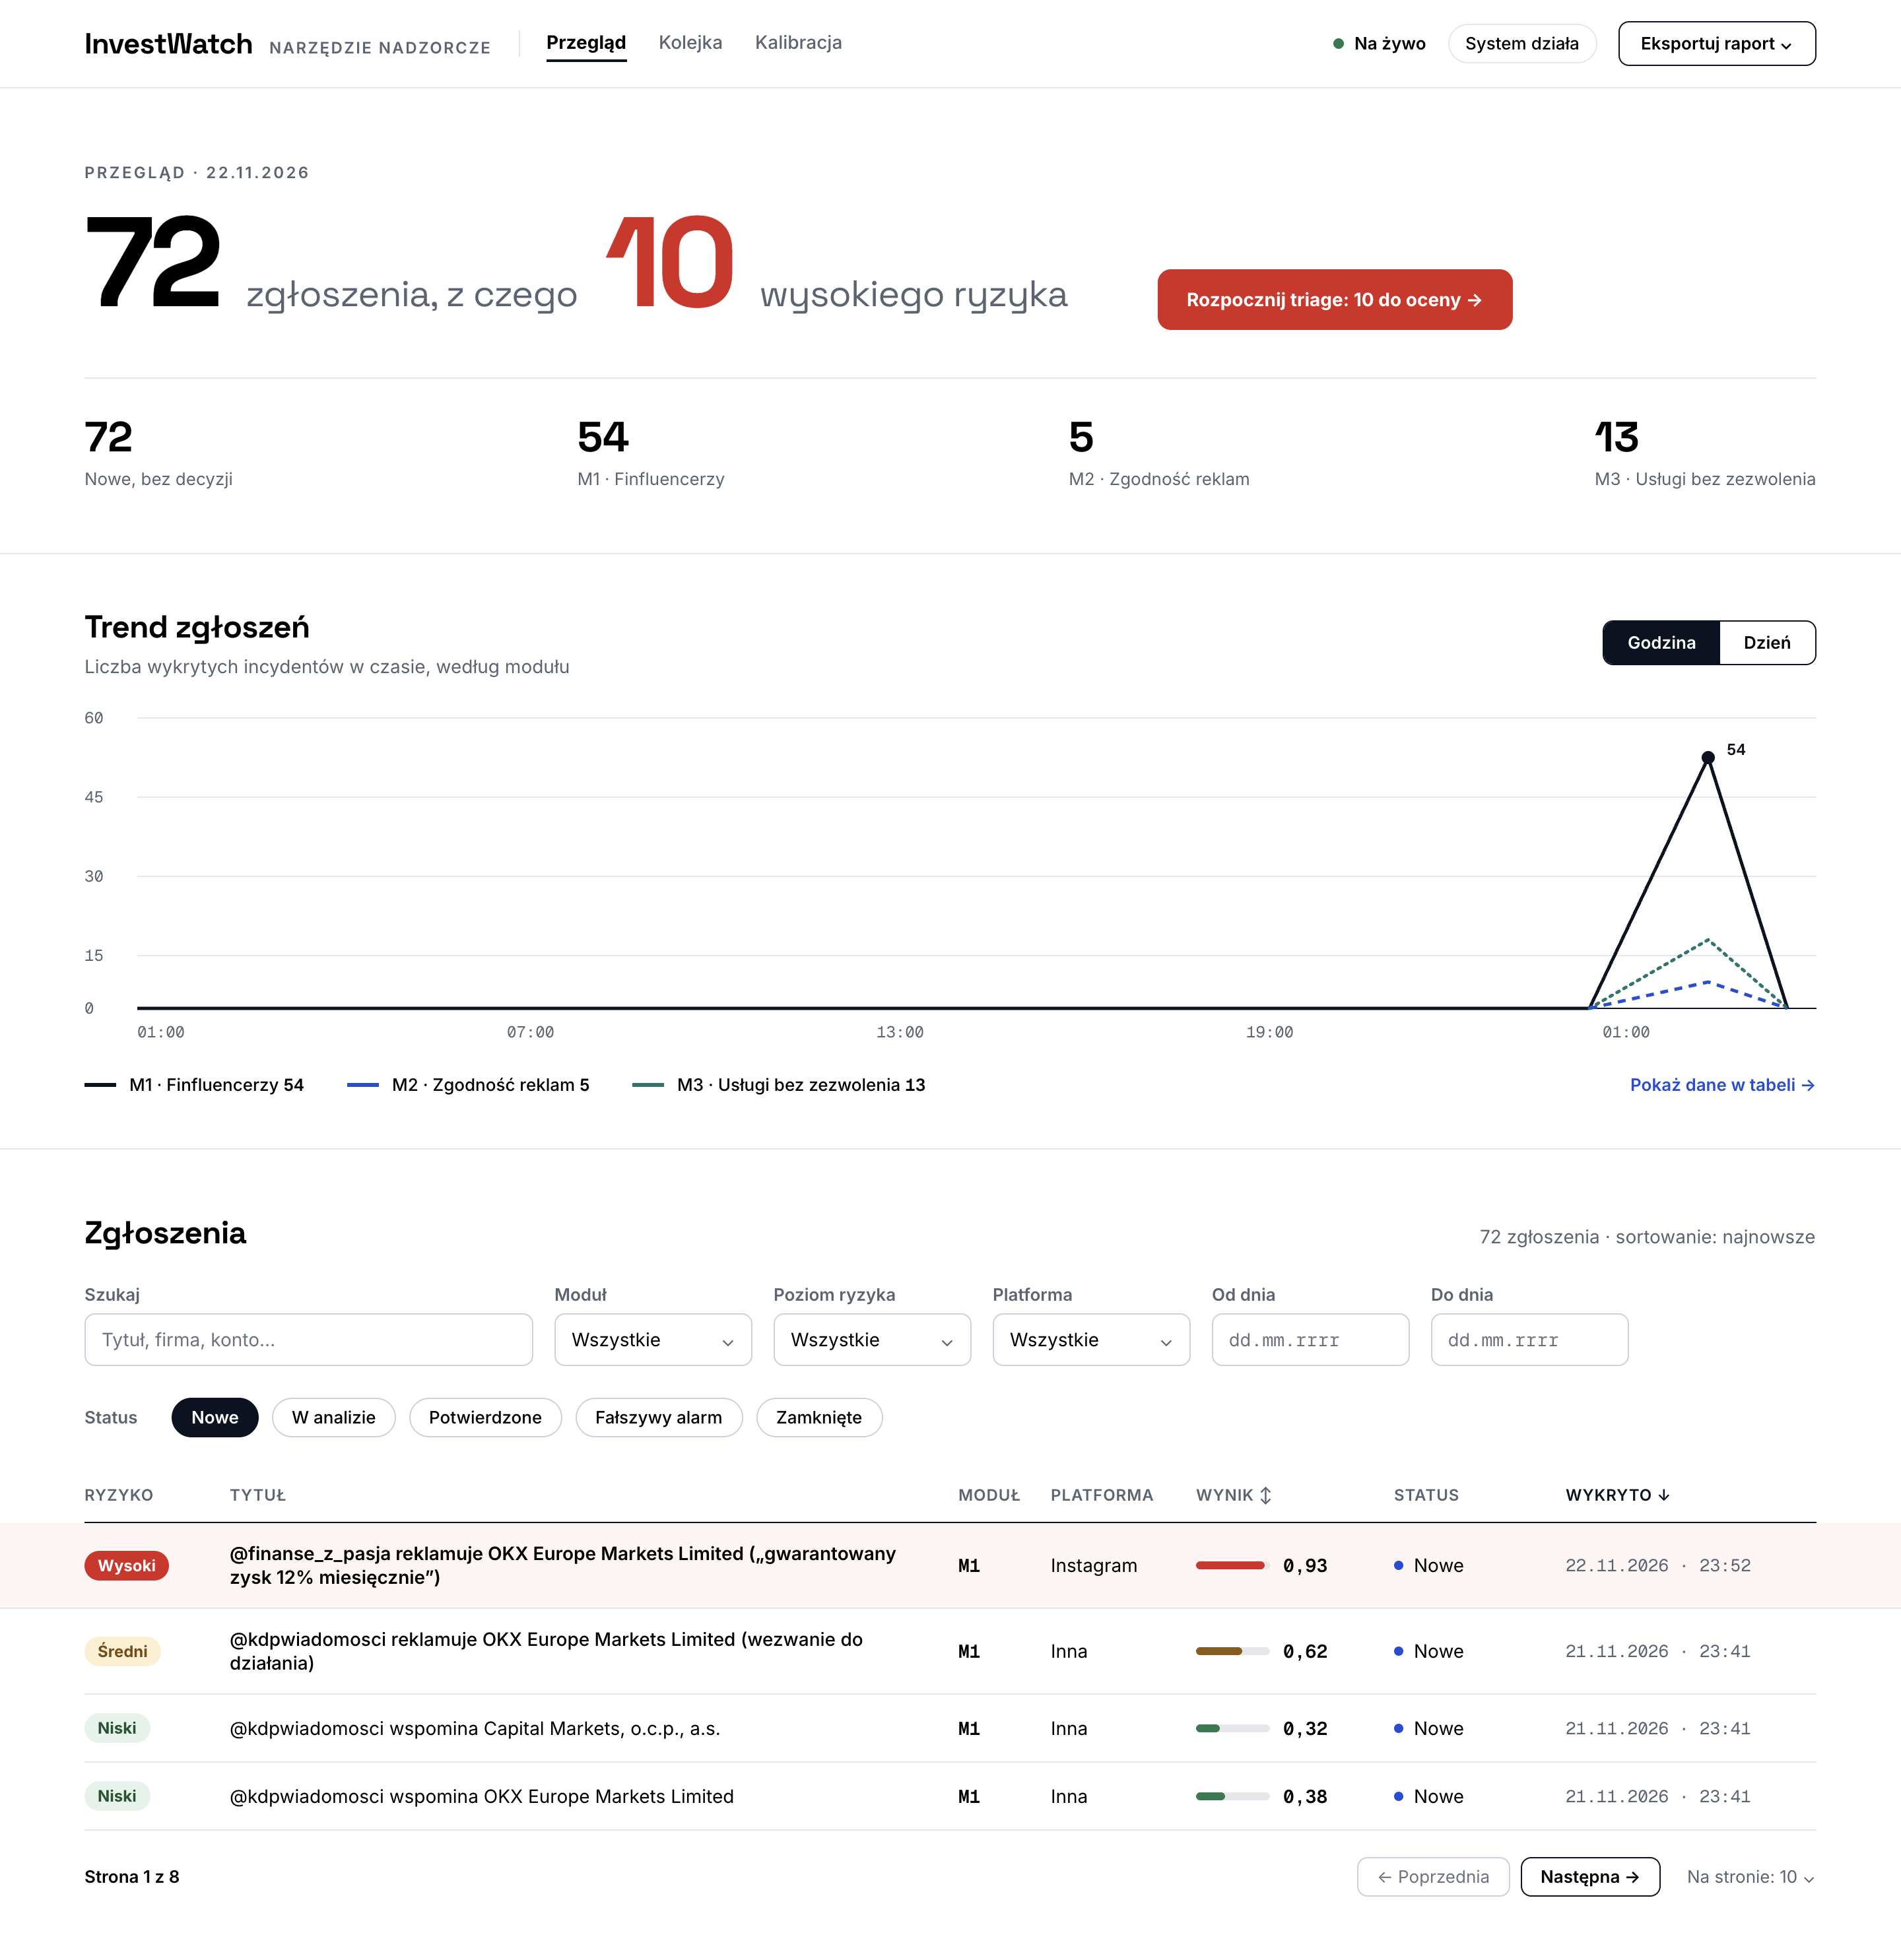 InvestWatch NARZĘDZIE NADZORCZE Przegląd Kolejka Kalibracja Na żywo System działa Eksportuj raport
PRZEGLĄD · 22.11.2026
72 zgłoszenia, z czego 10 wysokiego ryzyka Rozpocznij triage: 10 do oceny →
72 54 5 13
Nowe, bez decyzji M1 · Finfluencerzy M2 · Zgodność reklam M3 · Usługi bez zezwolenia
Trend zgłoszeń
Liczba wykrytych incydentów w czasie, według modułu
Godzina Dzień
60
54
45
30
15
0
01:00 07:00 13:00 19:00 01:00
M1 · Finfluencerzy 54 M2 · Zgodność reklam 5 M3 · Usługi bez zezwolenia 13 Pokaż dane w tabeli →
Zgłoszenia
72 zgłoszenia · sortowanie: najnowsze
Szukaj Moduł Poziom ryzyka Platforma Od dnia Do dnia
Tytuł, firma, konto... Wszystkie Wszystkie Wszystkie dd.mm.rrrr dd.mm.rrrr
Status Nowe W analizie Potwierdzone Fałszywy alarm Zamknięte
RYZYKO TYTUŁ MODUŁ PLATFORMA WYNIK ↕ STATUS WYKRYTO ↓
Wysoki @finanse_z_pasja reklamuje OKX Europe Markets Limited („gwarantowany
zysk 12% miesięcznie”) M1 Instagram 0,93 Nowe 22.11.2026 · 23:52
Średni @kdpwiadomosci reklamuje OKX Europe Markets Limited (wezwanie do
działania) M1 Inna 0,62 Nowe 21.11.2026 · 23:41
Niski @kdpwiadomosci wspomina Capital Markets, o.c.p., a.s. M1 Inna 0,32 Nowe 21.11.2026 · 23:41
Niski @kdpwiadomosci wspomina OKX Europe Markets Limited M1 Inna 0,38 Nowe 21.11.2026 · 23:41
Strona 1 z 8 ← Poprzednia Następna → Na stronie: 10